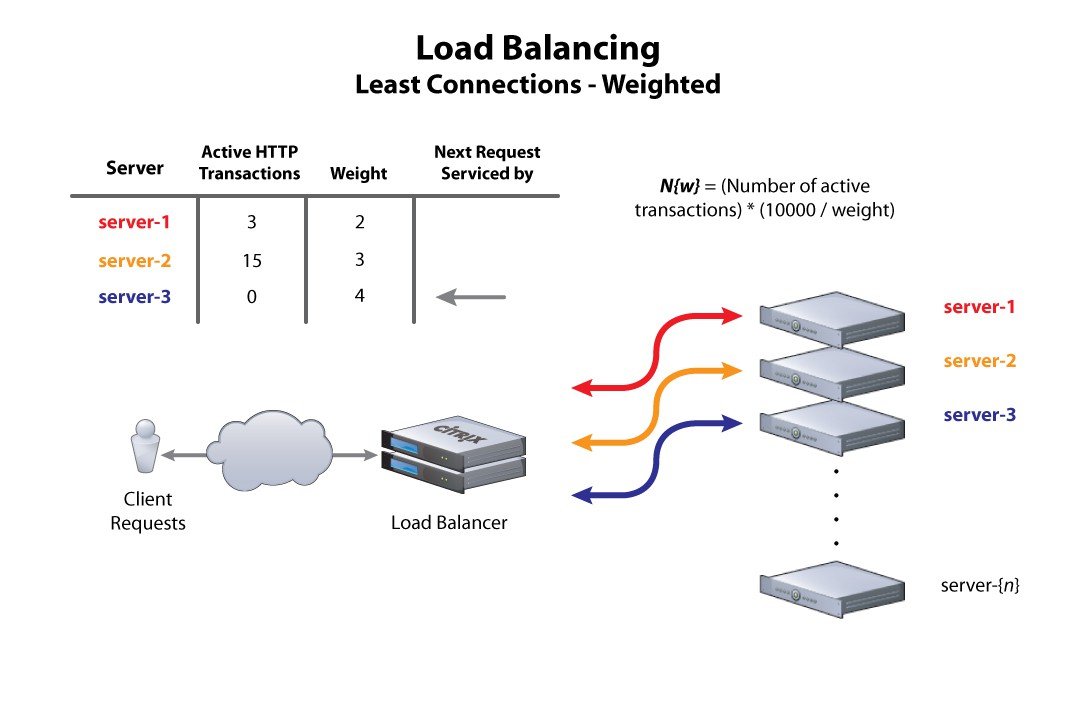 Load Balancing
Least Connections - Weighted
Server
Active HTTP
Transactions
Weight
Next Request
Serviced by
server-1 3 2
server-2 15 3
server-3 0 4
N{w} = (Number of active
transactions) * (10000 / weight)
server-1
server-2
server-3
CİTRIX
Client
Requests
Load Balancer
server-{n}